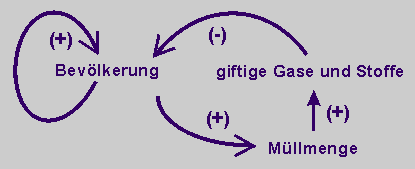 (+)
(-)
Bevölkerung
giftige Gase und Stoffe
(+)
(+)
Müllmenge